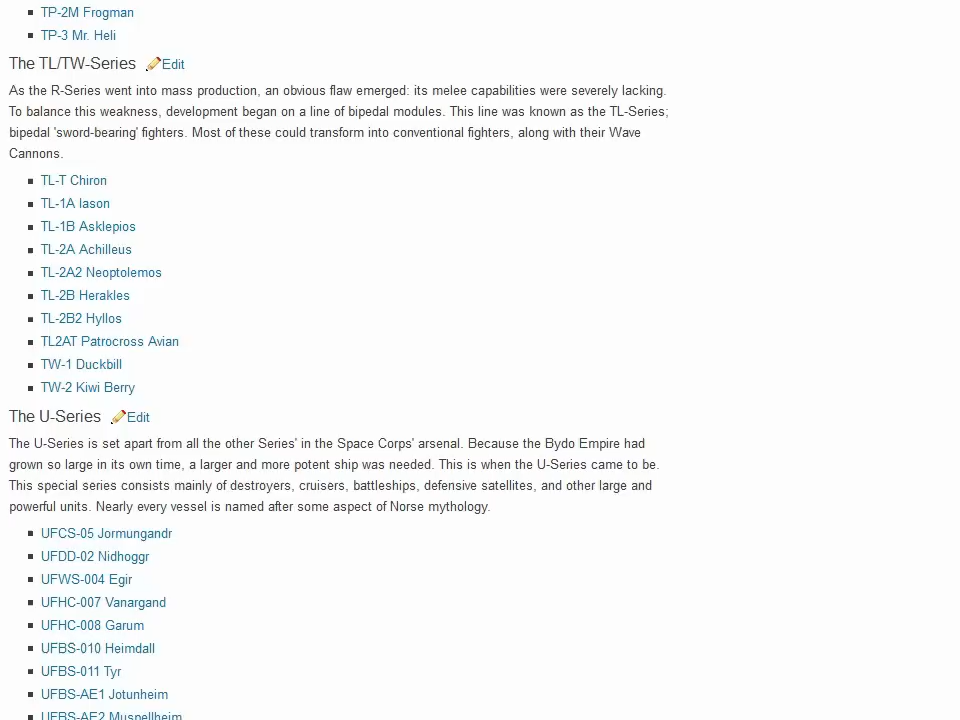 TP-2M Frogman
TP-3 Mr. Heli
The TL/TW-Series Edit
As the R-Series went into mass production, an obvious flaw emerged: its melee capabilities were severely lacking.
To balance this weakness, development began on a line of bipedal modules. This line was known as the TL-Series;
bipedal 'sword-bearing' fighters. Most of these could transform into conventional fighters, along with their Wave
Cannons.
TL-T Chiron
TL-1A Iason
TL-1B Asklepios
TL-2A Achilleus
TL-2A2 Neoptolemos
TL-2B Herakles
TL-2B2 Hyllos
TL2AT Patrocross Avian
TW-1 Duckbill
TW-2 Kiwi Berry
The U-Series Edit
The U-Series is set apart from all the other Series' in the Space Corps' arsenal. Because the Bydo Empire had
grown so large in its own time, a larger and more potent ship was needed. This is when the U-Series came to be.
This special series consists mainly of destroyers, cruisers, battleships, defensive satellites, and other large and
powerful units. Nearly every vessel is named after some aspect of Norse mythology.
UFCS-05 Jormungandr
UFDD-02 Nidhoggr
UFWS-004 Egir
UFHC-007 Vanargand
UFHC-008 Garum
UFBS-010 Heimdall
UFBS-011 Tyr
UFBS-AE1 Jotunheim
UFBS-AE2 Muspellheim